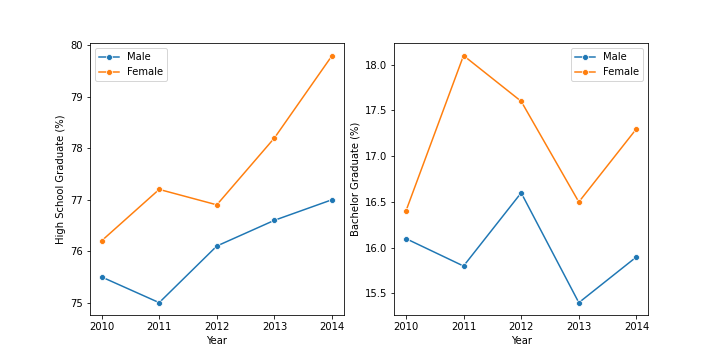 80
79
78
77
76
75
High School Graduate (%)
Male
Female
2010 2011 2012 2013 2014
Year
18.0
17.5
17.0
16.5
16.0
15.5
Bachelor Graduate (%)
Male
Female
2010 2011 2012 2013 2014
Year